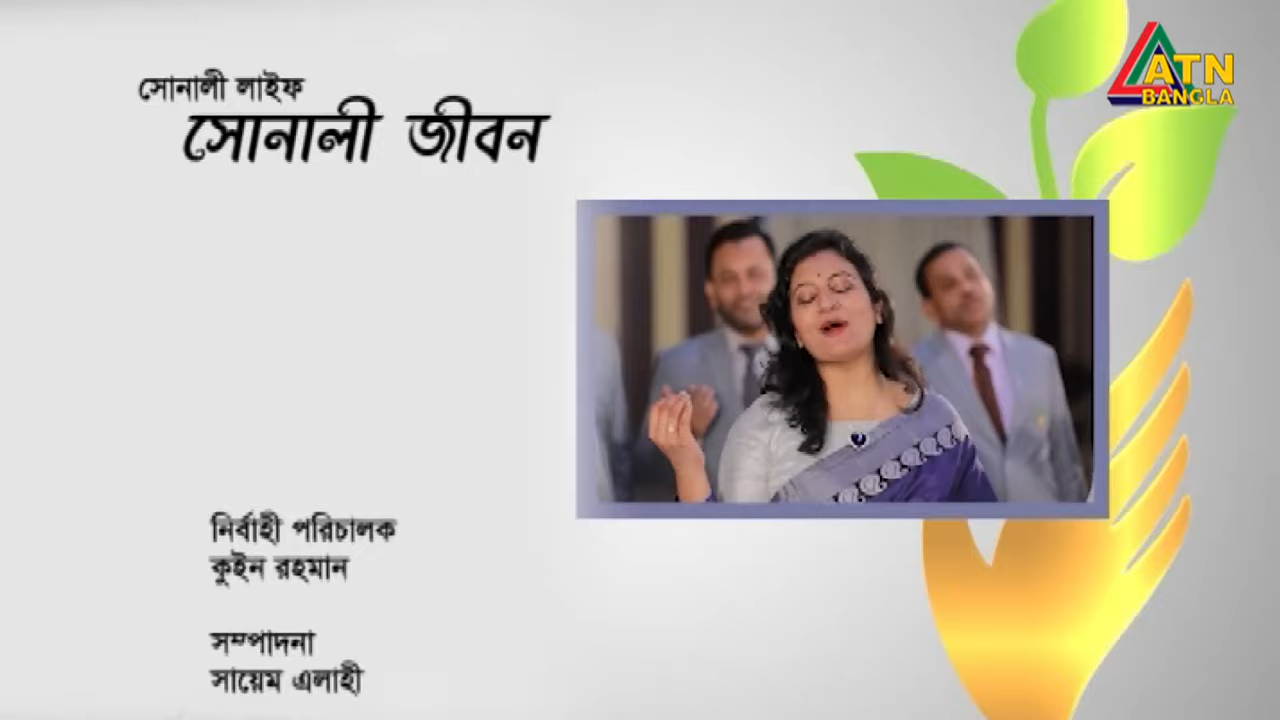 ATN
BANGLA
সোনালী লাইফ
সোনালী জীবন
নির্বাহী পরিচালক
কুইন রহমান
সম্পাদনা
সায়েম এলাহী